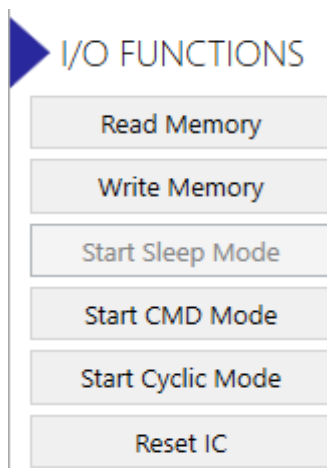 I/O FUNCTIONS
Read Memory
Write Memory
Start Sleep Mode
Start CMD Mode
Start Cyclic Mode
Reset IC